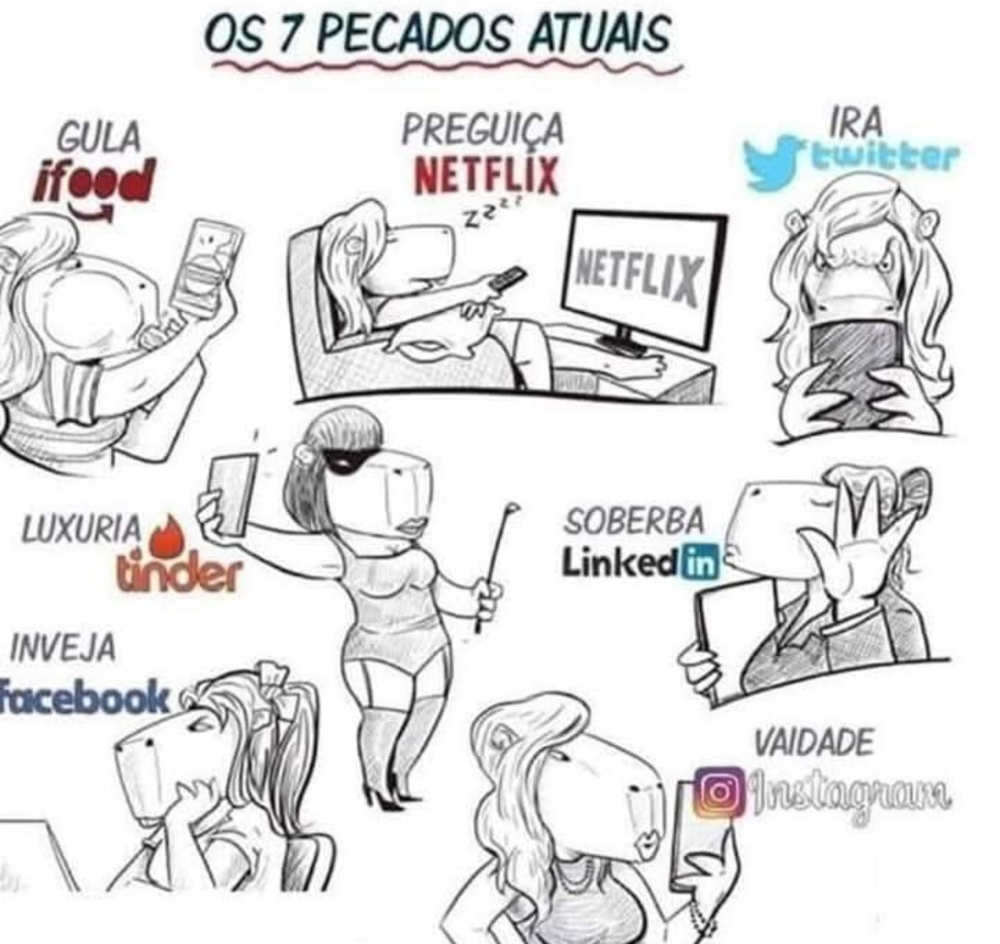 OS 7 PECADOS ATUAIS
GULA
ifood
PREGUIÇA
NETFLIX
IRA
twitter
zzzz
NETFLIX
LUXURIA
tinder
SOBERBA
Linkedin
INVEJA
facebook
VAIDADE
Instagram